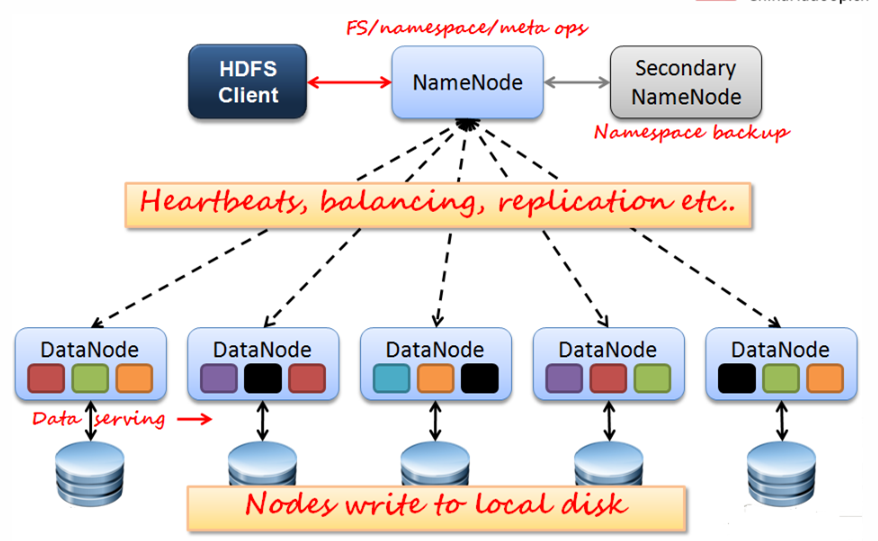 FS/namespace/meta ops
HDFS
Client
NameNode
Secondary
NameNode
Namespace backup
Heartbeats, balancing, replication etc..
DataNode
DataNode
DataNode
DataNode
DataNode
Data serving
Nodes write to local disk